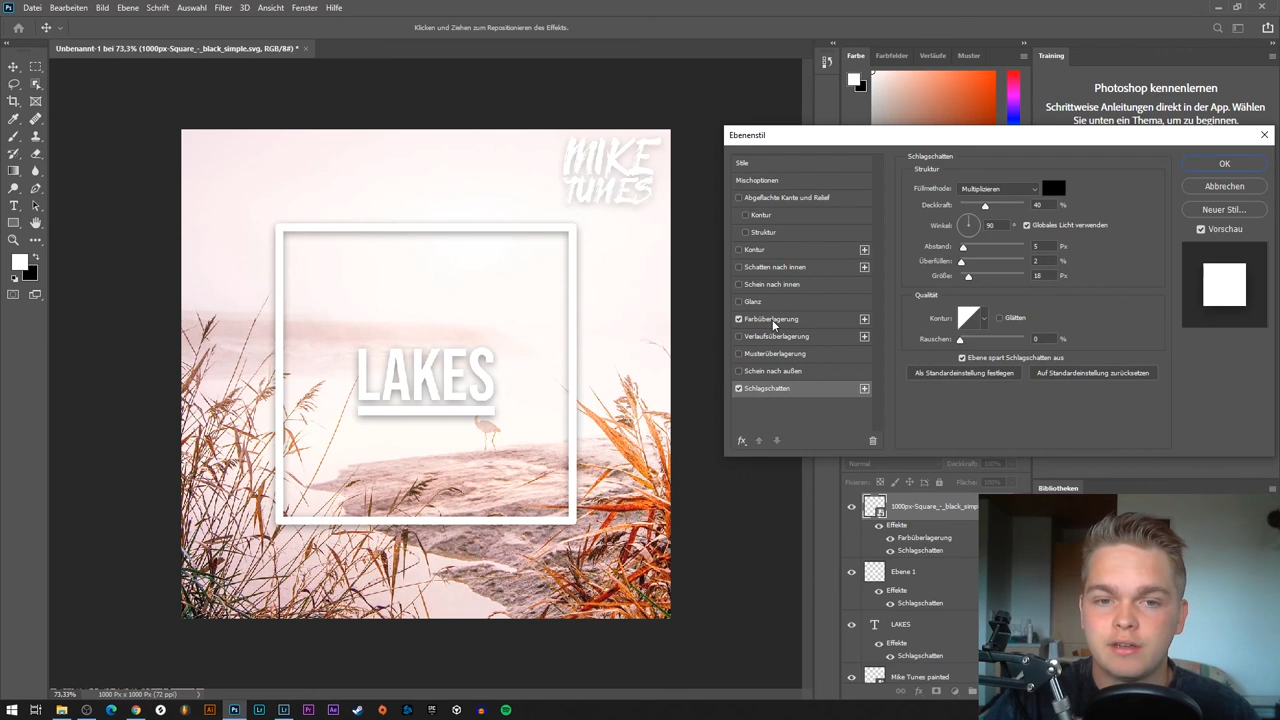 Datei Bearbeiten Bild Ebene Schrift Auswahl Filter 3D Ansicht Fenster Hilfe
Klicken und Ziehen zum Repositionieren des Effekts.
Unbenannt-1 bei 73,3% (1000px-Square_-_black_simple.svg, RGB/8#) *
Farbe Farbfelder Verläufe Muster
Training
Photoshop kennenlernen
Schrittweise Anleitungen direkt in der App. Wählen
Sie unten ein Thema, um zu beginnen.
MIKE
TUNES
LAKES
Ebenenstil
Stile
Mischoptionen
Abgeflachte Kante und Relief
Kontur
Struktur
Kontur
Schatten nach innen
Schein nach innen
Glanz
Farbüberlagerung
Verlaufsüberlagerung
Musterüberlagerung
Schein nach außen
Schlagschatten
fx
Schlagschatten
Struktur
Füllmethode: Multiplizieren
Deckkraft: 40 %
Winkel: 90 ° Globales Licht verwenden
Abstand: 5 Px
Überfüllen: 2 %
Größe: 18 Px
Qualität
Kontur: Glätten
Rauschen: 0 %
Ebene spart Schlagschatten aus
Als Standardeinstellung festlegen Auf Standardeinstellung zurücksetzen
OK
Abbrechen
Neuer Stil...
Vorschau
Normal Deckkraft: 100%
Fixieren: Fläche: 100%
Bibliotheken
1000px-Square_-_black_simp
Effekte
Farbüberlagerung
Schlagschatten
Ebene 1
Effekte
Schlagschatten
LAKES
Effekte
Schlagschatten
Mike Tunes painted
73,33% 1000 Px x 1000 Px (72 ppi)